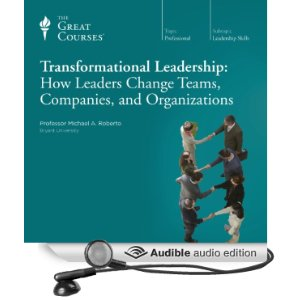 THE
GREAT
COURSES®
Topic
Professional
Subtopic
Leadership Skills
Transformational Leadership:
How Leaders Change Teams,
Companies, and Organizations
Professor Michael A. Roberto
Bryant University
Audible audio edition